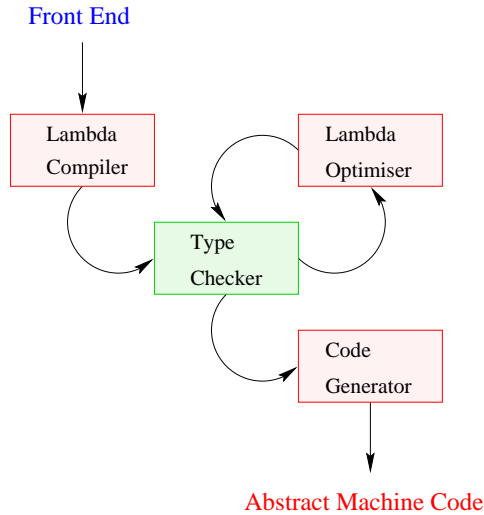 Front End
Lambda
Compiler
Lambda
Optimiser
Type
Checker
Code
Generator
Abstract Machine Code